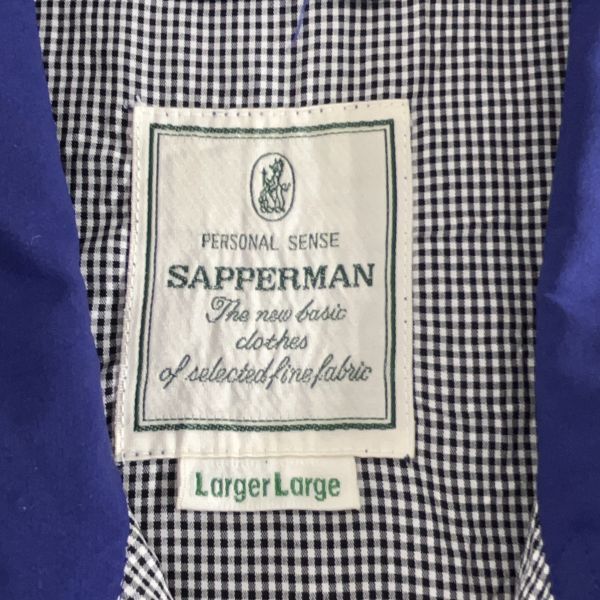 PERSONAL SENSE
SAPPERMAN
The new basic
clothes
of selected fine fabric
Larger Large